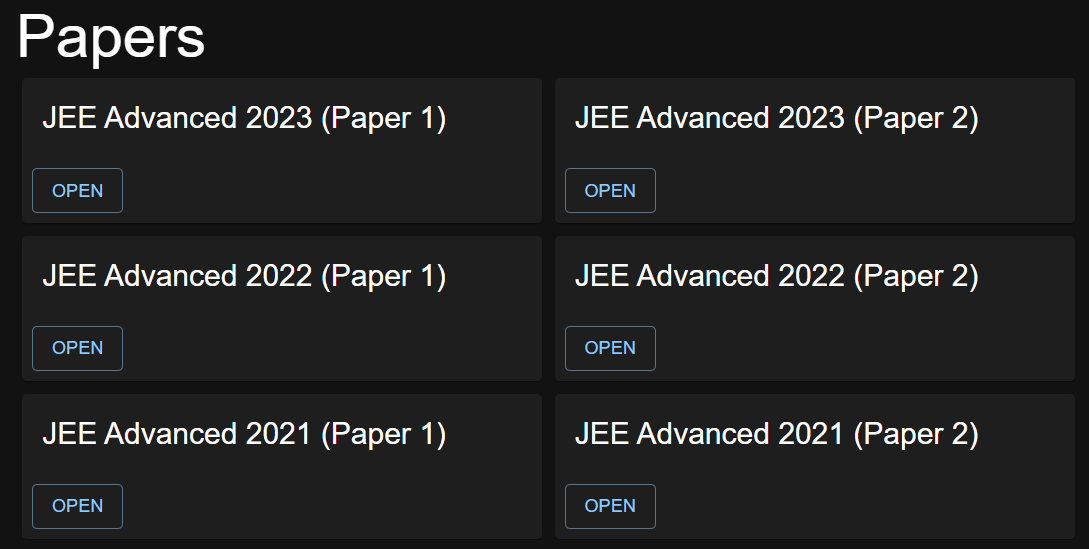 Papers
JEE Advanced 2023 (Paper 1)
OPEN
JEE Advanced 2023 (Paper 2)
OPEN
JEE Advanced 2022 (Paper 1)
OPEN
JEE Advanced 2022 (Paper 2)
OPEN
JEE Advanced 2021 (Paper 1)
OPEN
JEE Advanced 2021 (Paper 2)
OPEN